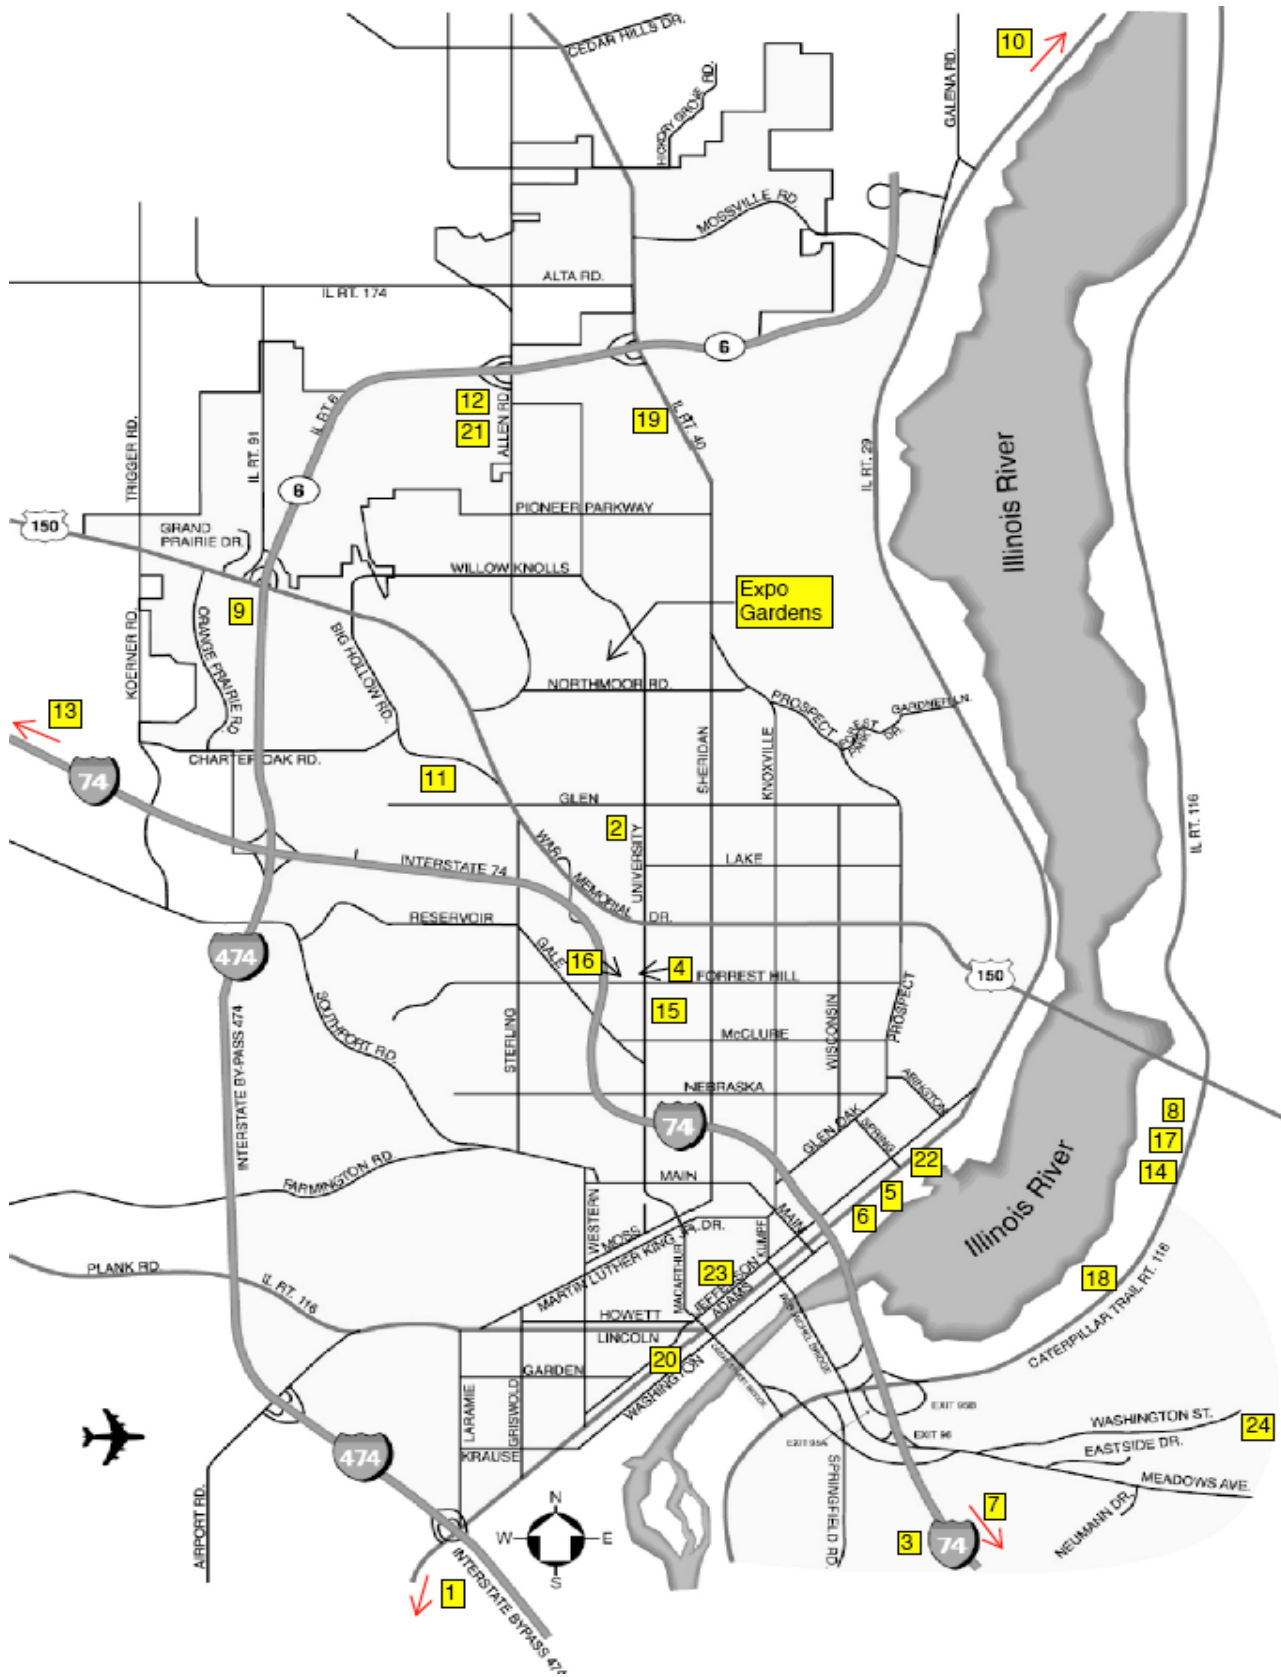 CEDAR HILLS DR.
10
GALENA RD.
HICKORY GROVE RD.
MOSSVILLE RD.
ALTA RD.
IL RT. 174
6
IL RT 6
12
21
ALLEN RD.
19
IL RT. 40
IL RT. 91
TRIGGER RD.
IL RT. 29
Illinois River
6
150
GRAND
PRAIRIE DR.
PIONEER PARKWAY
WILLOW KNOLLS
9
Expo
Gardens
KOERNER RD.
ORANGE PRAIRIE RD.
BIG HOLLOW RD.
NORTHMOOR RD.
PROSPECT
GARDNER LN.
13
CHARTER OAK RD.
74
11
SHERIDAN
KNOXVILLE
GLEN
2
UNIVERSITY
WAR
MEMORIAL
DR.
LAKE
IL RT. 116
INTERSTATE 74
RESERVOIR
GALE
474
16
4
FORREST HILL
150
SOUTHPORT RD.
STERLING
15
WISCONSIN
PROSPECT
McCLURE
INTERSTATE BY-PASS 474
NEBRASKA
ABINGTON
74
GLEN OAK
SPRING
8
17
14
22
5
6
Illinois River
FARMINGTON RD.
MAIN
MAIN
WESTERN
MOSS
MARTIN LUTHER KING JR. DR.
KUMPF
MACARTHUR
23
JEFFERSON
ADAMS
PLANK RD.
IL RT. 116
18
CATERPILLAR TRAIL RT. 116
HOWETT
LINCOLN
20
GARDEN
WASHINGTON
BOB MICHEL BRIDGE
CEDAR STREET BRIDGE
LARAMIE
GRISWOLD
KRAUSE
EXIT 95B
EXIT 95A
EXIT 96
WASHINGTON ST.
24
EASTSIDE DR.
MEADOWS AVE.
NEUMANN DR.
474
AIRPORT RD.
SPRINGFIELD RD.
7
3
74
N
W
E
S
1
INTERSTATE BYPASS 474